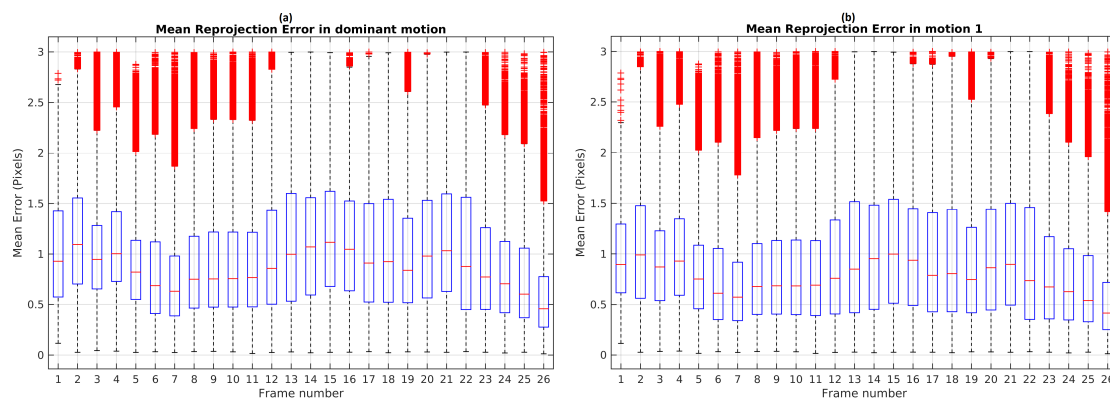 (a)
Mean Reprojection Error in dominant motion
3
2.5
2
1.5
1
0.5
0
Mean Error (Pixels)
1 2 3 4 5 6 7 8 9 10 11 12 13 14 15 16 17 18 19 20 21 22 23 24 25 26
Frame number
(b)
Mean Reprojection Error in motion 1
3
2.5
2
1.5
1
0.5
0
Mean Error (Pixels)
1 2 3 4 5 6 7 8 9 10 11 12 13 14 15 16 17 18 19 20 21 22 23 24 25 26
Frame number